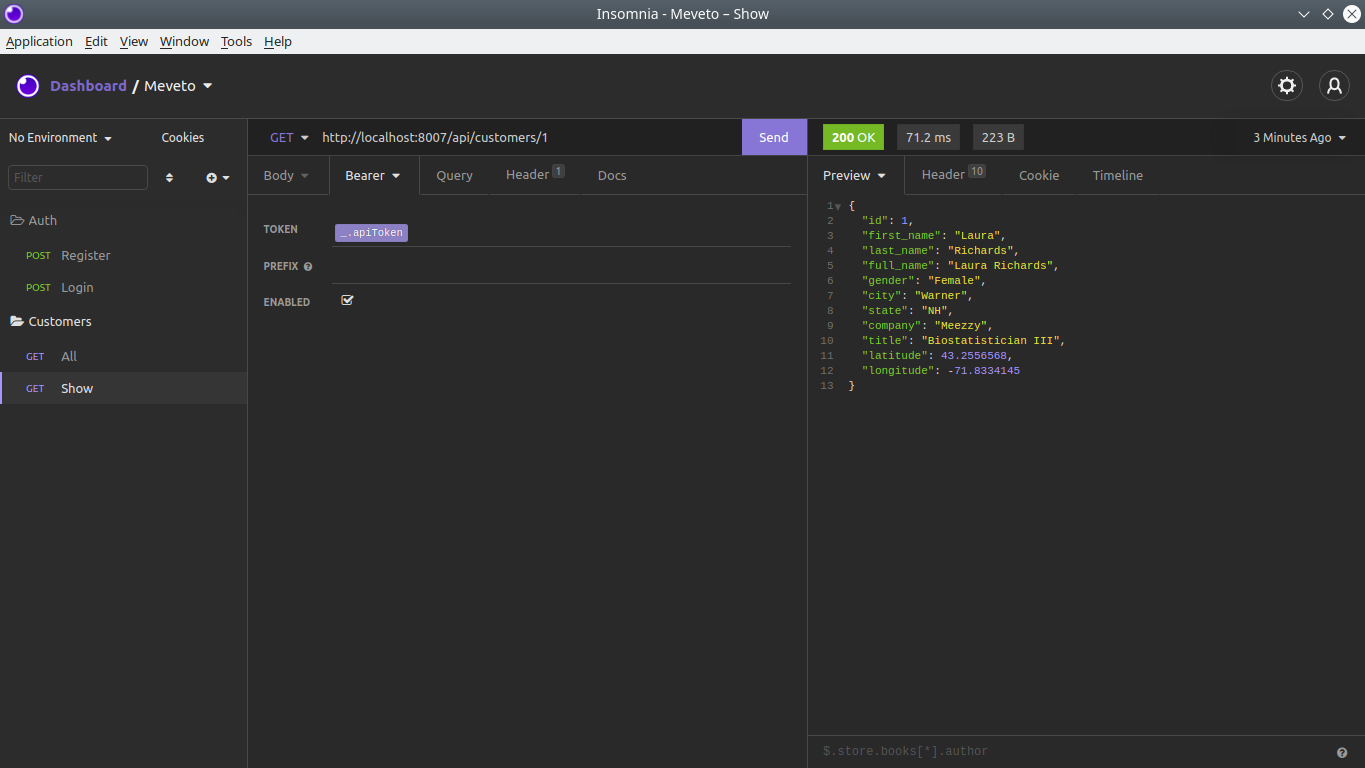 Insomnia - Meveto – Show
Application Edit View Window Tools Help
Dashboard / Meveto
No Environment Cookies
Filter
Auth
POST Register
POST Login
Customers
GET All
GET Show
GET http://localhost:8007/api/customers/1 Send
Body Bearer Query Header 1 Docs
TOKEN _.apiToken
PREFIX
ENABLED
200 OK 71.2 ms 223 B 3 Minutes Ago
Preview Header 10 Cookie Timeline
1 {
2 "id": 1,
3 "first_name": "Laura",
4 "last_name": "Richards",
5 "full_name": "Laura Richards",
6 "gender": "Female",
7 "city": "Warner",
8 "state": "NH",
9 "company": "Meezzy",
10 "title": "Biostatistician III",
11 "latitude": 43.2556568,
12 "longitude": -71.8334145
13 }
$.store.books[*].author